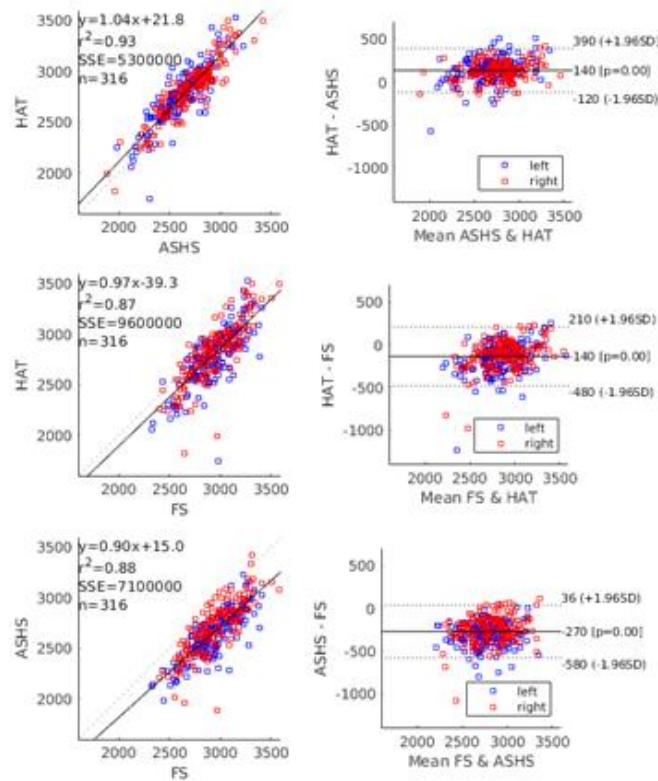 y=1.04x+21.8
r²=0.93
SSE=5300000
n=316
3500
3000
2500
2000
HAT
2000 2500 3000 3500
ASHS
500
0
-500
-1000
HAT - ASHS
390 (+1.96SD)
140 [p=0.00]
-120 (-1.96SD)
left
right
2000 2500 3000 3500
Mean ASHS & HAT
y=0.97x-39.3
r²=0.87
SSE=9600000
n=316
3500
3000
2500
2000
HAT
2000 2500 3000 3500
FS
500
0
-500
-1000
HAT - FS
210 (+1.96SD)
-140 [p=0.00]
-480 (-1.96SD)
left
right
2000 2500 3000 3500
Mean FS & HAT
y=0.90x+15.0
r²=0.88
SSE=7100000
n=316
3500
3000
2500
2000
ASHS
2000 2500 3000 3500
FS
500
0
-500
-1000
ASHS - FS
36 (+1.96SD)
-270 [p=0.00]
-580 (-1.96SD)
left
right
2000 2500 3000 3500
Mean FS & ASHS